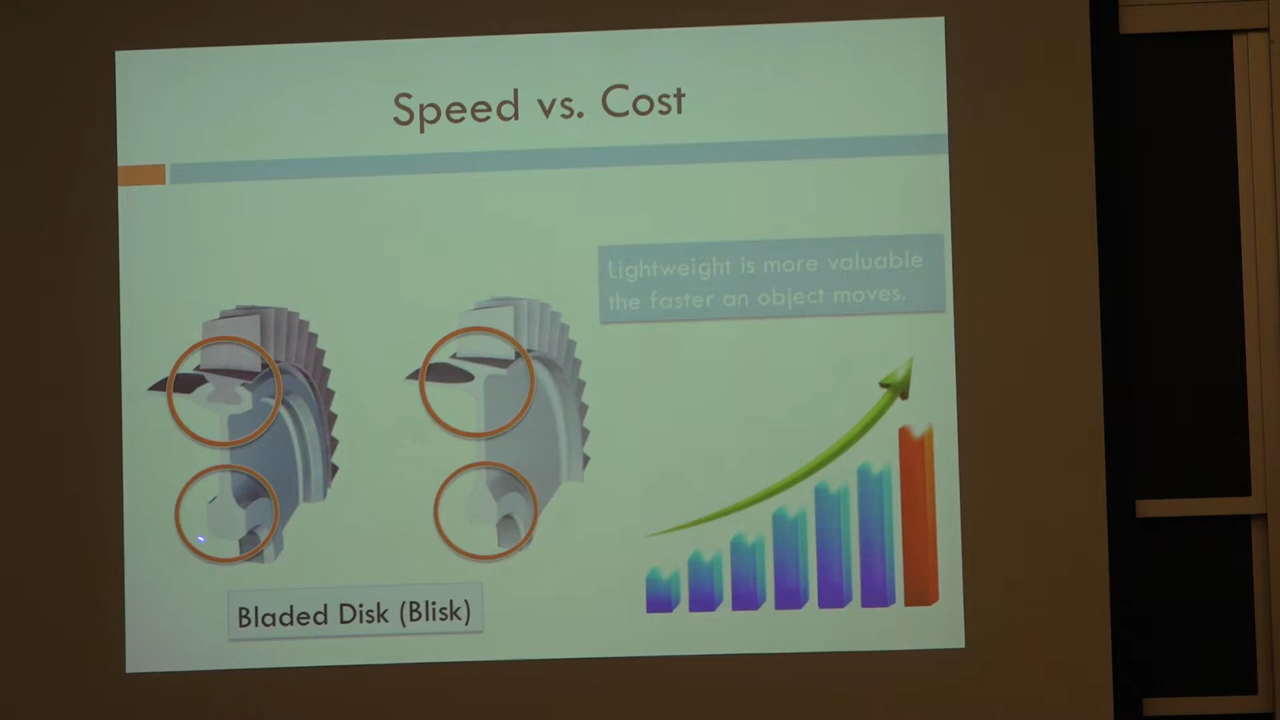 Speed vs. Cost
Lightweight is more valuable
the faster an object moves.
Bladed Disk (Blisk)